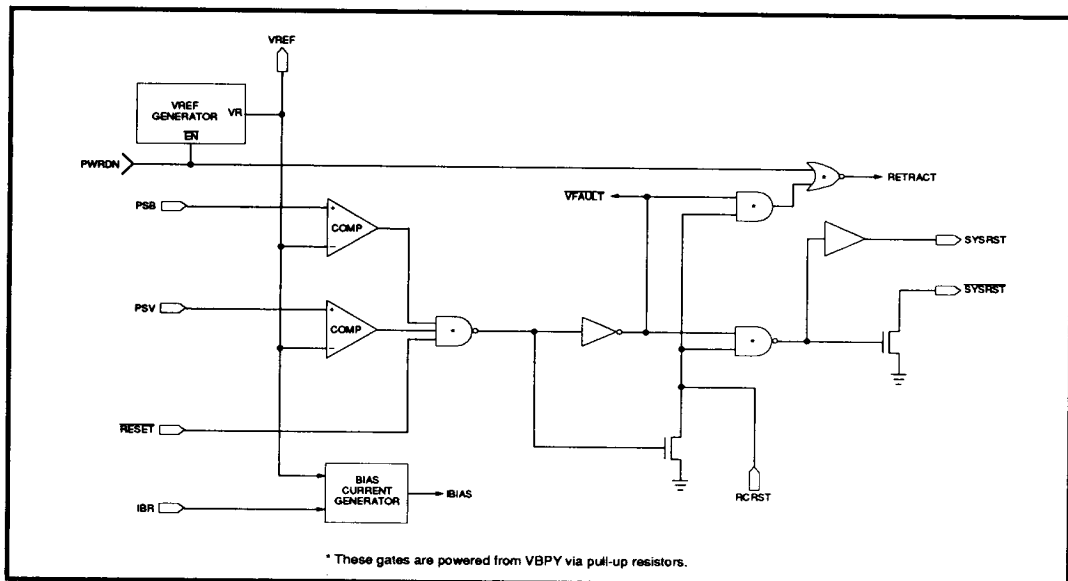 VREF
VREF
GENERATOR
VR
EN
PWRDN
RETRACT
PSB
VFAULT
*
*
+
COMP
−
SYSRST
PSV
SYSRST
+
COMP
−
*
*
RESET
BIAS
CURRENT
GENERATOR
IBIAS
IBR
RCRST
* These gates are powered from VBPY via pull-up resistors.